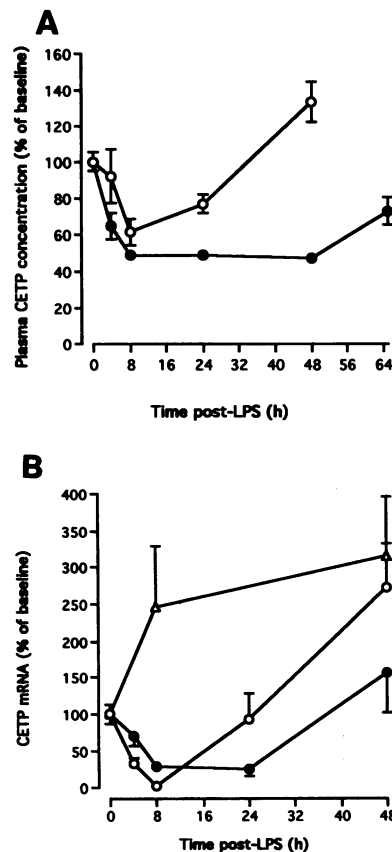 A
Plasma CETP concentration (% of baseline)
160
140
120
100
80
60
40
20
0
0 8 16 24 32 40 48 56 64
Time post-LPS (h)
B
CETP mRNA (% of baseline)
400
350
300
250
200
150
100
50
0
0 8 16 24 32 40 48
Time post-LPS (h)